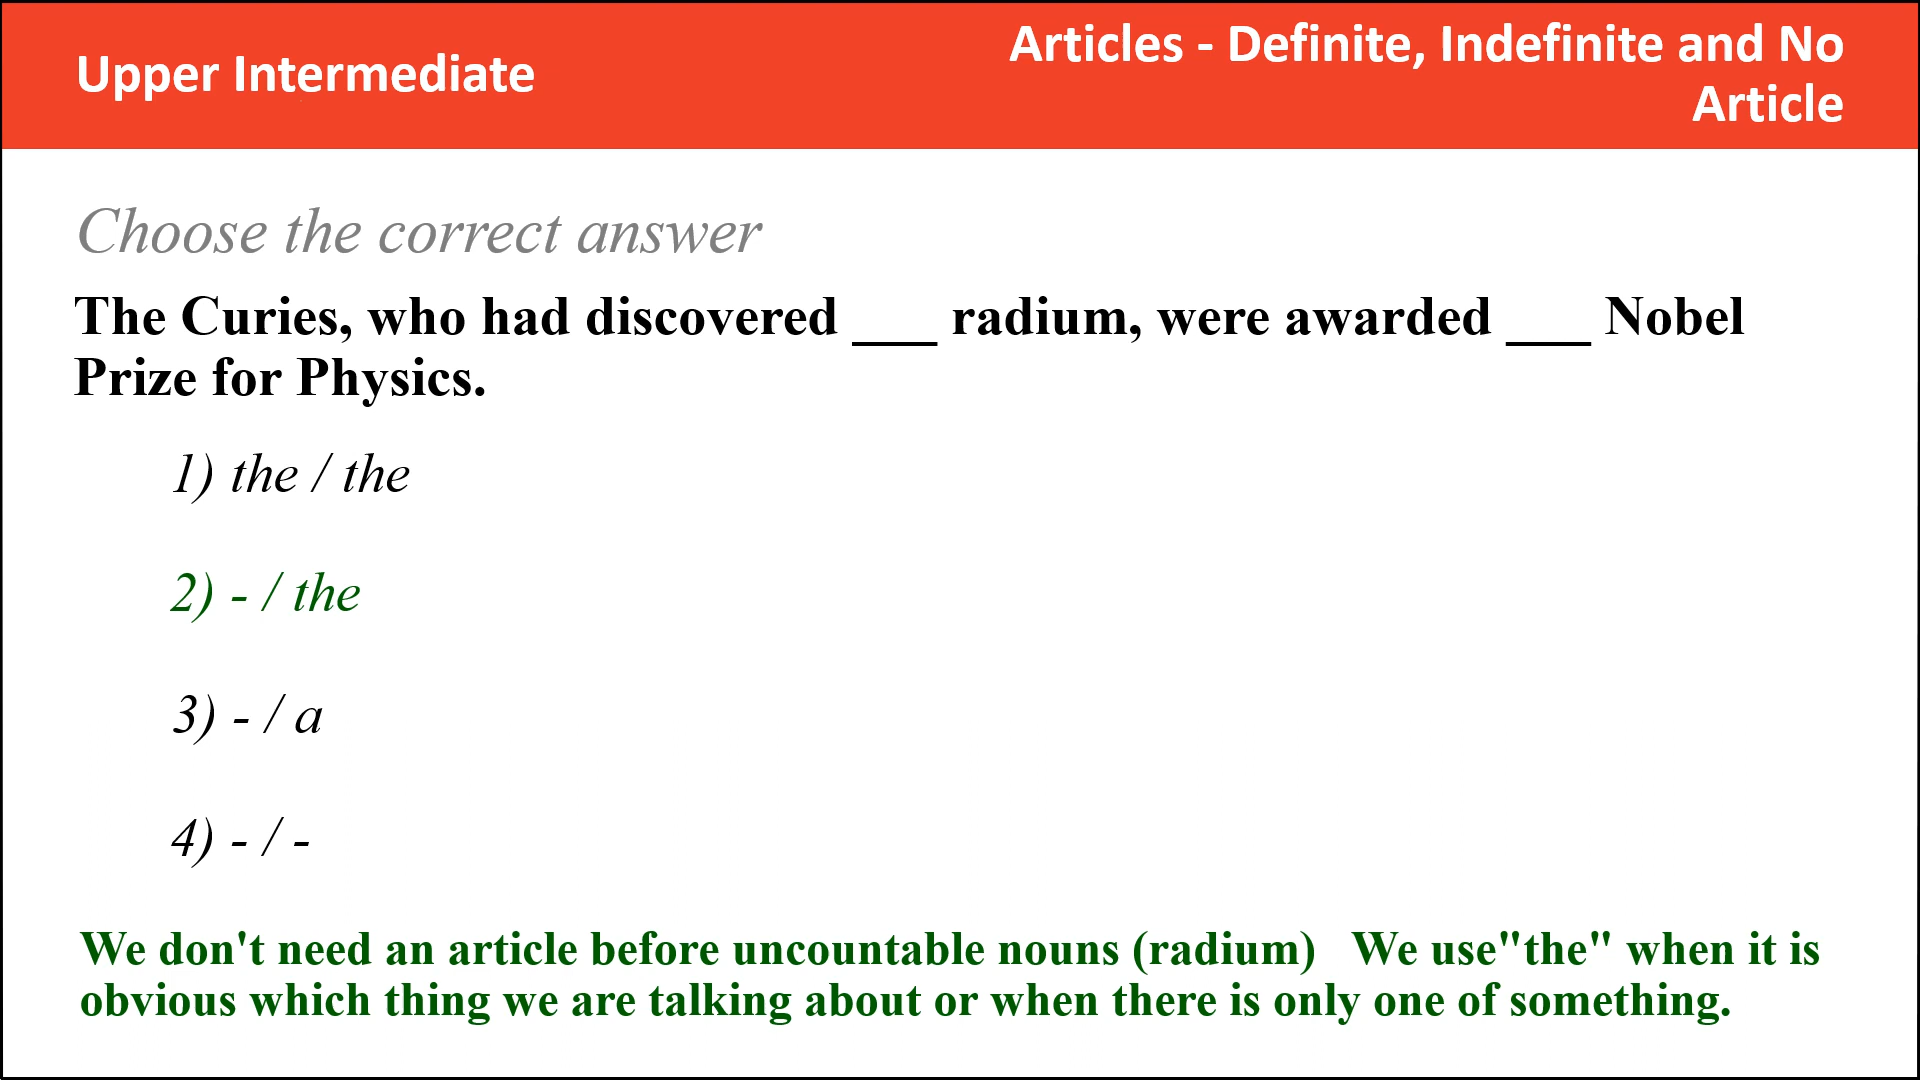 Upper Intermediate
Articles - Definite, Indefinite and No
Article
Choose the correct answer
The Curies, who had discovered ___ radium, were awarded ___ Nobel
Prize for Physics.
1) the / the
2) - / the
3) - / a
4) - / -
We don't need an article before uncountable nouns (radium)   We use"the" when it is
obvious which thing we are talking about or when there is only one of something.